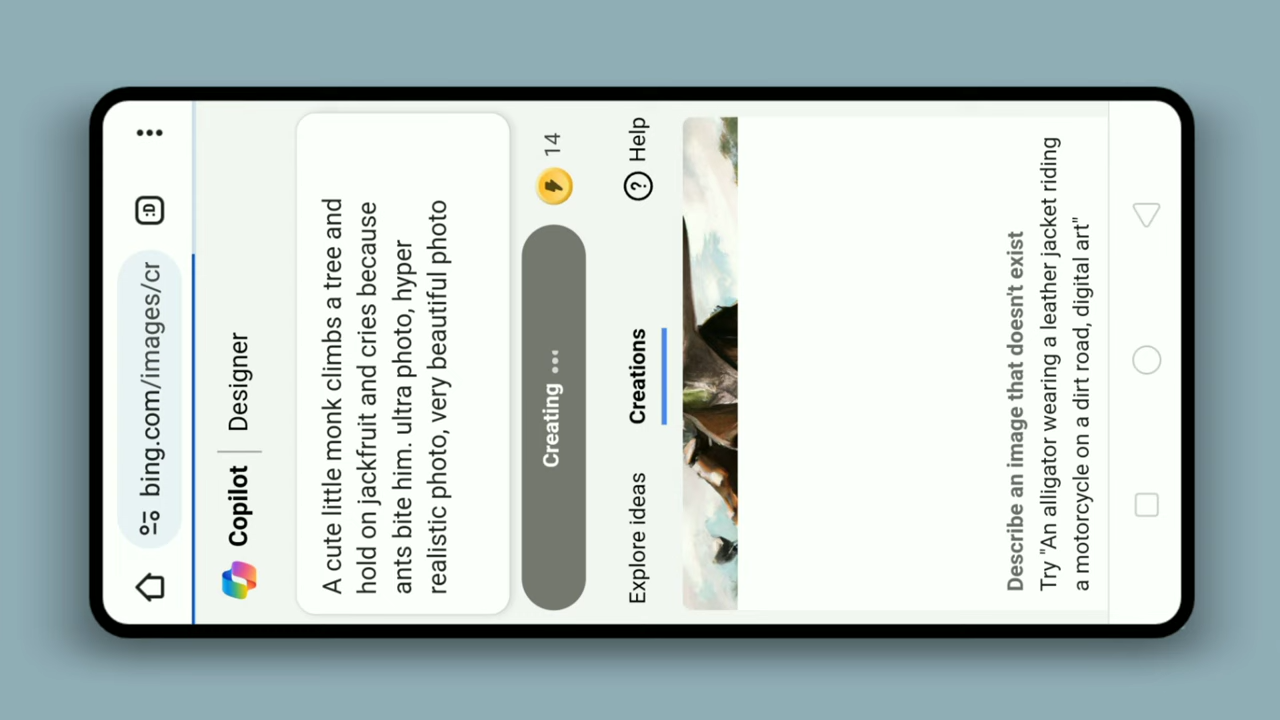 bing.com/images/cr
:D
Copilot | Designer
A cute little monk climbs a tree and
hold on jackfruit and cries because
ants bite him. ultra photo, hyper
realistic photo, very beautiful photo
Creating
14
Explore ideas
Creations
Help
Describe an image that doesn't exist
Try "An alligator wearing a leather jacket riding
a motorcycle on a dirt road, digital art"